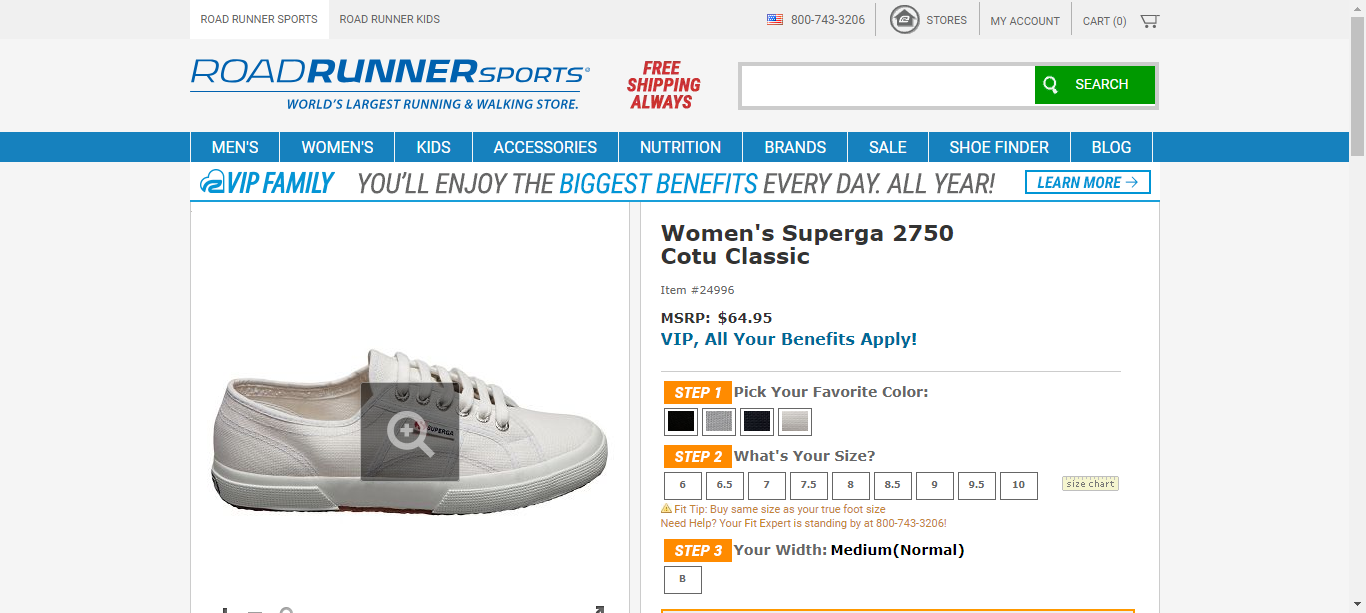 ROAD RUNNER SPORTS
ROAD RUNNER KIDS
800-743-3206
STORES
MY ACCOUNT
CART (0)
ROADRUNNERSPORTS®
WORLD'S LARGEST RUNNING & WALKING STORE.
FREE
SHIPPING
ALWAYS
SEARCH
MEN'S
WOMEN'S
KIDS
ACCESSORIES
NUTRITION
BRANDS
SALE
SHOE FINDER
BLOG
VIP FAMILY
YOU'LL ENJOY THE BIGGEST BENEFITS EVERY DAY. ALL YEAR!
LEARN MORE
SUPERGA
Women's Superga 2750
Cotu Classic
Item #24996
MSRP: $64.95
VIP, All Your Benefits Apply!
STEP 1 Pick Your Favorite Color:
STEP 2 What's Your Size?
6 6.5 7 7.5 8 8.5 9 9.5 10
size chart
Fit Tip: Buy same size as your true foot size
Need Help? Your Fit Expert is standing by at 800-743-3206!
STEP 3 Your Width: Medium(Normal)
B